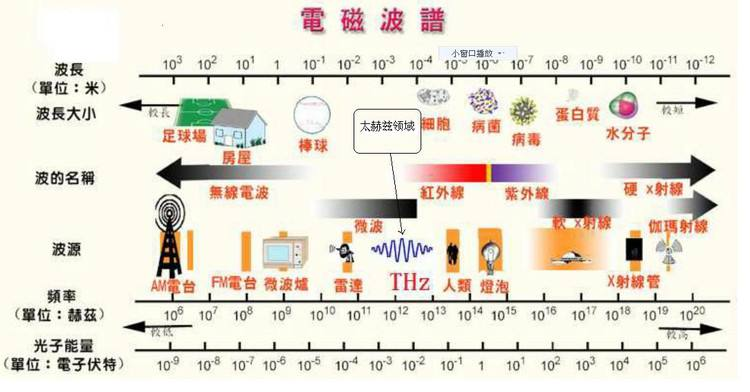 電磁波譜
小窗口播放
波長
(單位：米)
10³ 10² 10¹ 1 10⁻¹ 10⁻² 10⁻³ 10⁻⁴ 10⁻⁵ 10⁻⁶ 10⁻⁷ 10⁻⁸ 10⁻⁹ 10⁻¹⁰ 10⁻¹¹ 10⁻¹²
波長大小
較長
足球場
房屋
棒球
太赫兹领域
細胞
病菌
病毒
蛋白質
水分子
較短
波的名稱
無線電波
紅外線
紫外線
硬 x射線
微波
軟 x射線
伽瑪射線
波源
AM電台
FM電台
微波爐
雷達
THz
人類
燈泡
X射線管
頻率
(單位：赫茲)
10⁶ 10⁷ 10⁸ 10⁹ 10¹⁰ 10¹¹ 10¹² 10¹³ 10¹⁴ 10¹⁵ 10¹⁶ 10¹⁷ 10¹⁸ 10¹⁹ 10²⁰
較低
較高
光子能量
(單位：電子伏特)
10⁻⁹ 10⁻⁸ 10⁻⁷ 10⁻⁶ 10⁻⁵ 10⁻⁴ 10⁻³ 10⁻² 10⁻¹ 1 10¹ 10² 10³ 10⁴ 10⁵ 10⁶